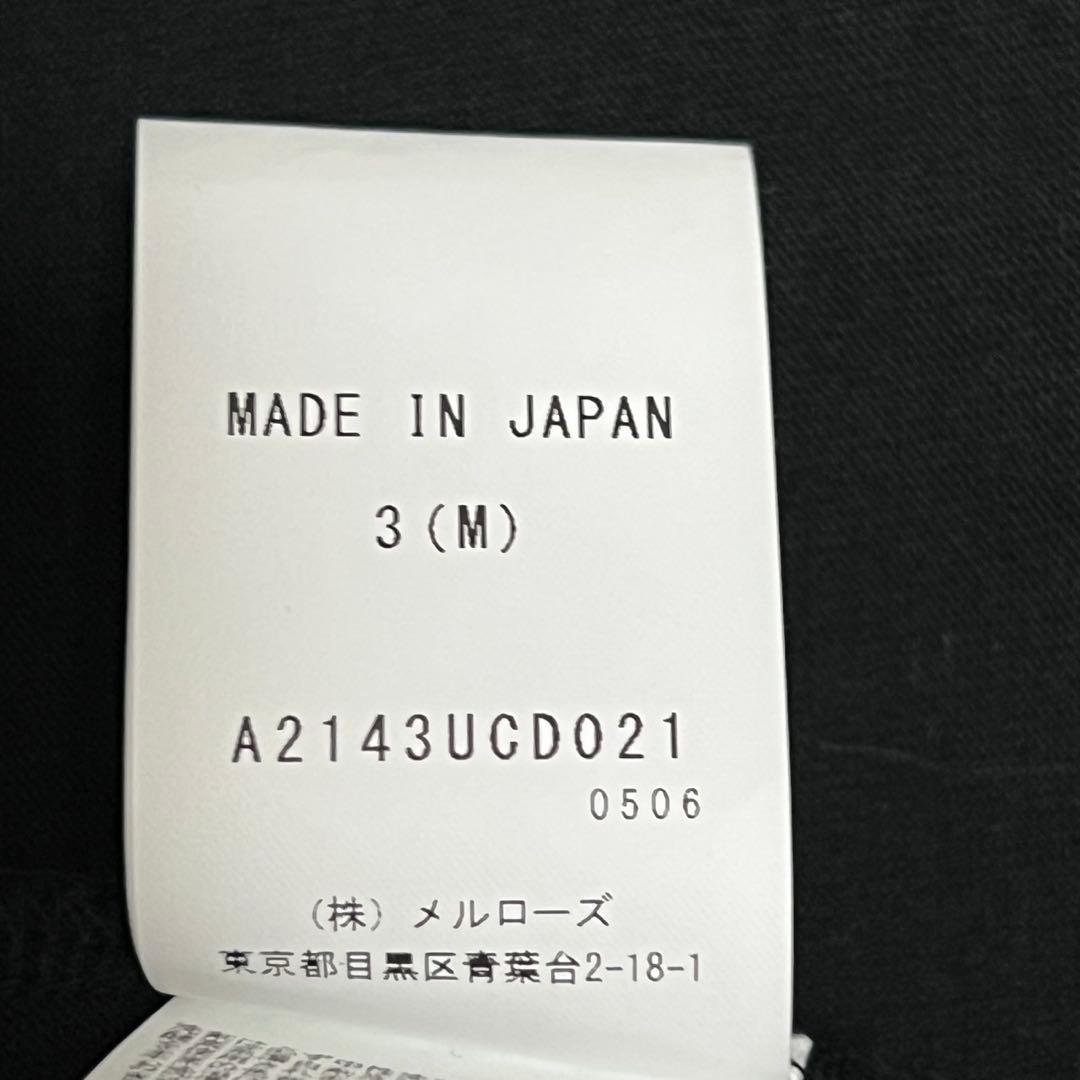 MADE IN JAPAN
3(M)
A2143UCD021
0506
(株)メルローズ
東京都目黒区青葉台2-18-1